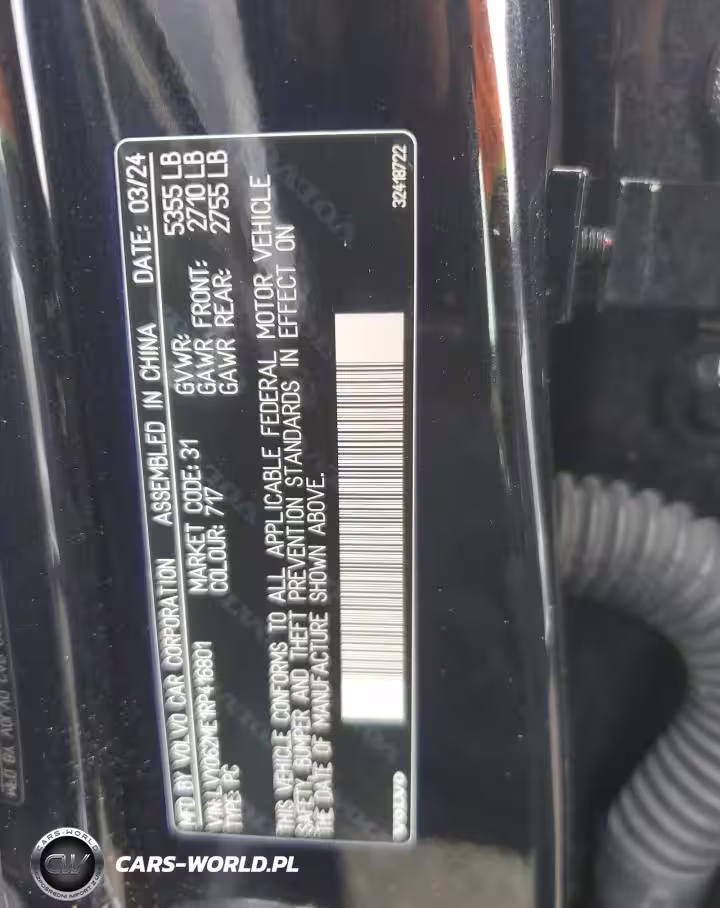 MFD BY VOLVO CAR CORPORATION ASSEMBLED IN CHINA DATE: 03/24
MARKET CODE: 31 GVWR: 5355 LB
COLOUR: 717 GAWR FRONT: 2710 LB
TYPE: PC GAWR REAR: 2755 LB
THIS VEHICLE CONFORMS TO ALL APPLICABLE FEDERAL MOTOR VEHICLE
SAFETY, BUMPER AND THEFT PREVENTION STANDARDS IN EFFECT ON
THE DATE OF MANUFACTURE SHOWN ABOVE.
VOLVO 32418722
CARS-WORLD
CW
CARS-WORLD.PL